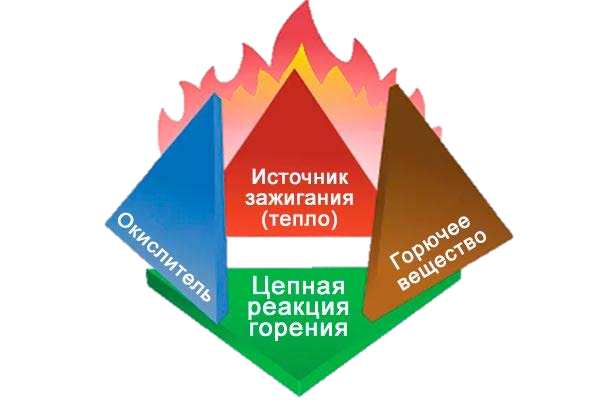 Источник
зажигания
(тепло)
Окислитель
Горючее
вещество
Цепная
реакция
горения